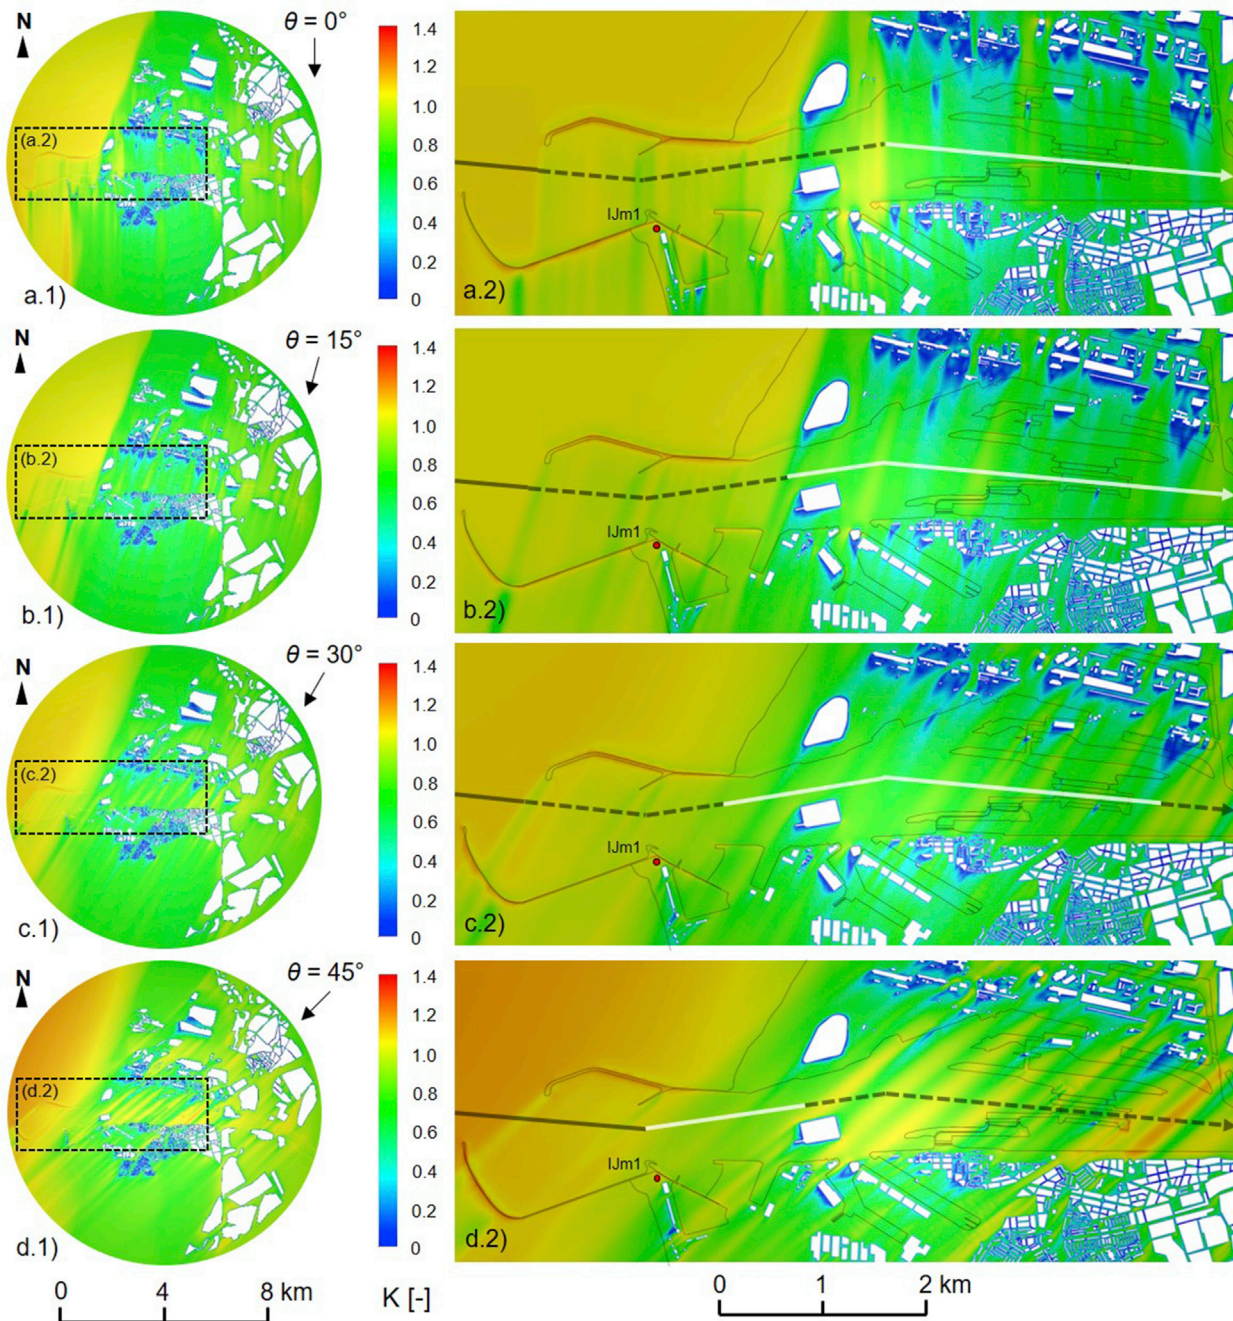 N
θ = 0°
(a.2)
a.1)
1.4
1.2
1.0
0.8
0.6
0.4
0.2
0
IJm1
a.2)
N
θ = 15°
(b.2)
b.1)
1.4
1.2
1.0
0.8
0.6
0.4
0.2
0
IJm1
b.2)
N
θ = 30°
(c.2)
c.1)
1.4
1.2
1.0
0.8
0.6
0.4
0.2
0
IJm1
c.2)
N
θ = 45°
(d.2)
d.1)
1.4
1.2
1.0
0.8
0.6
0.4
0.2
0
IJm1
d.2)
0 4 8 km
K [-]
0 1 2 km